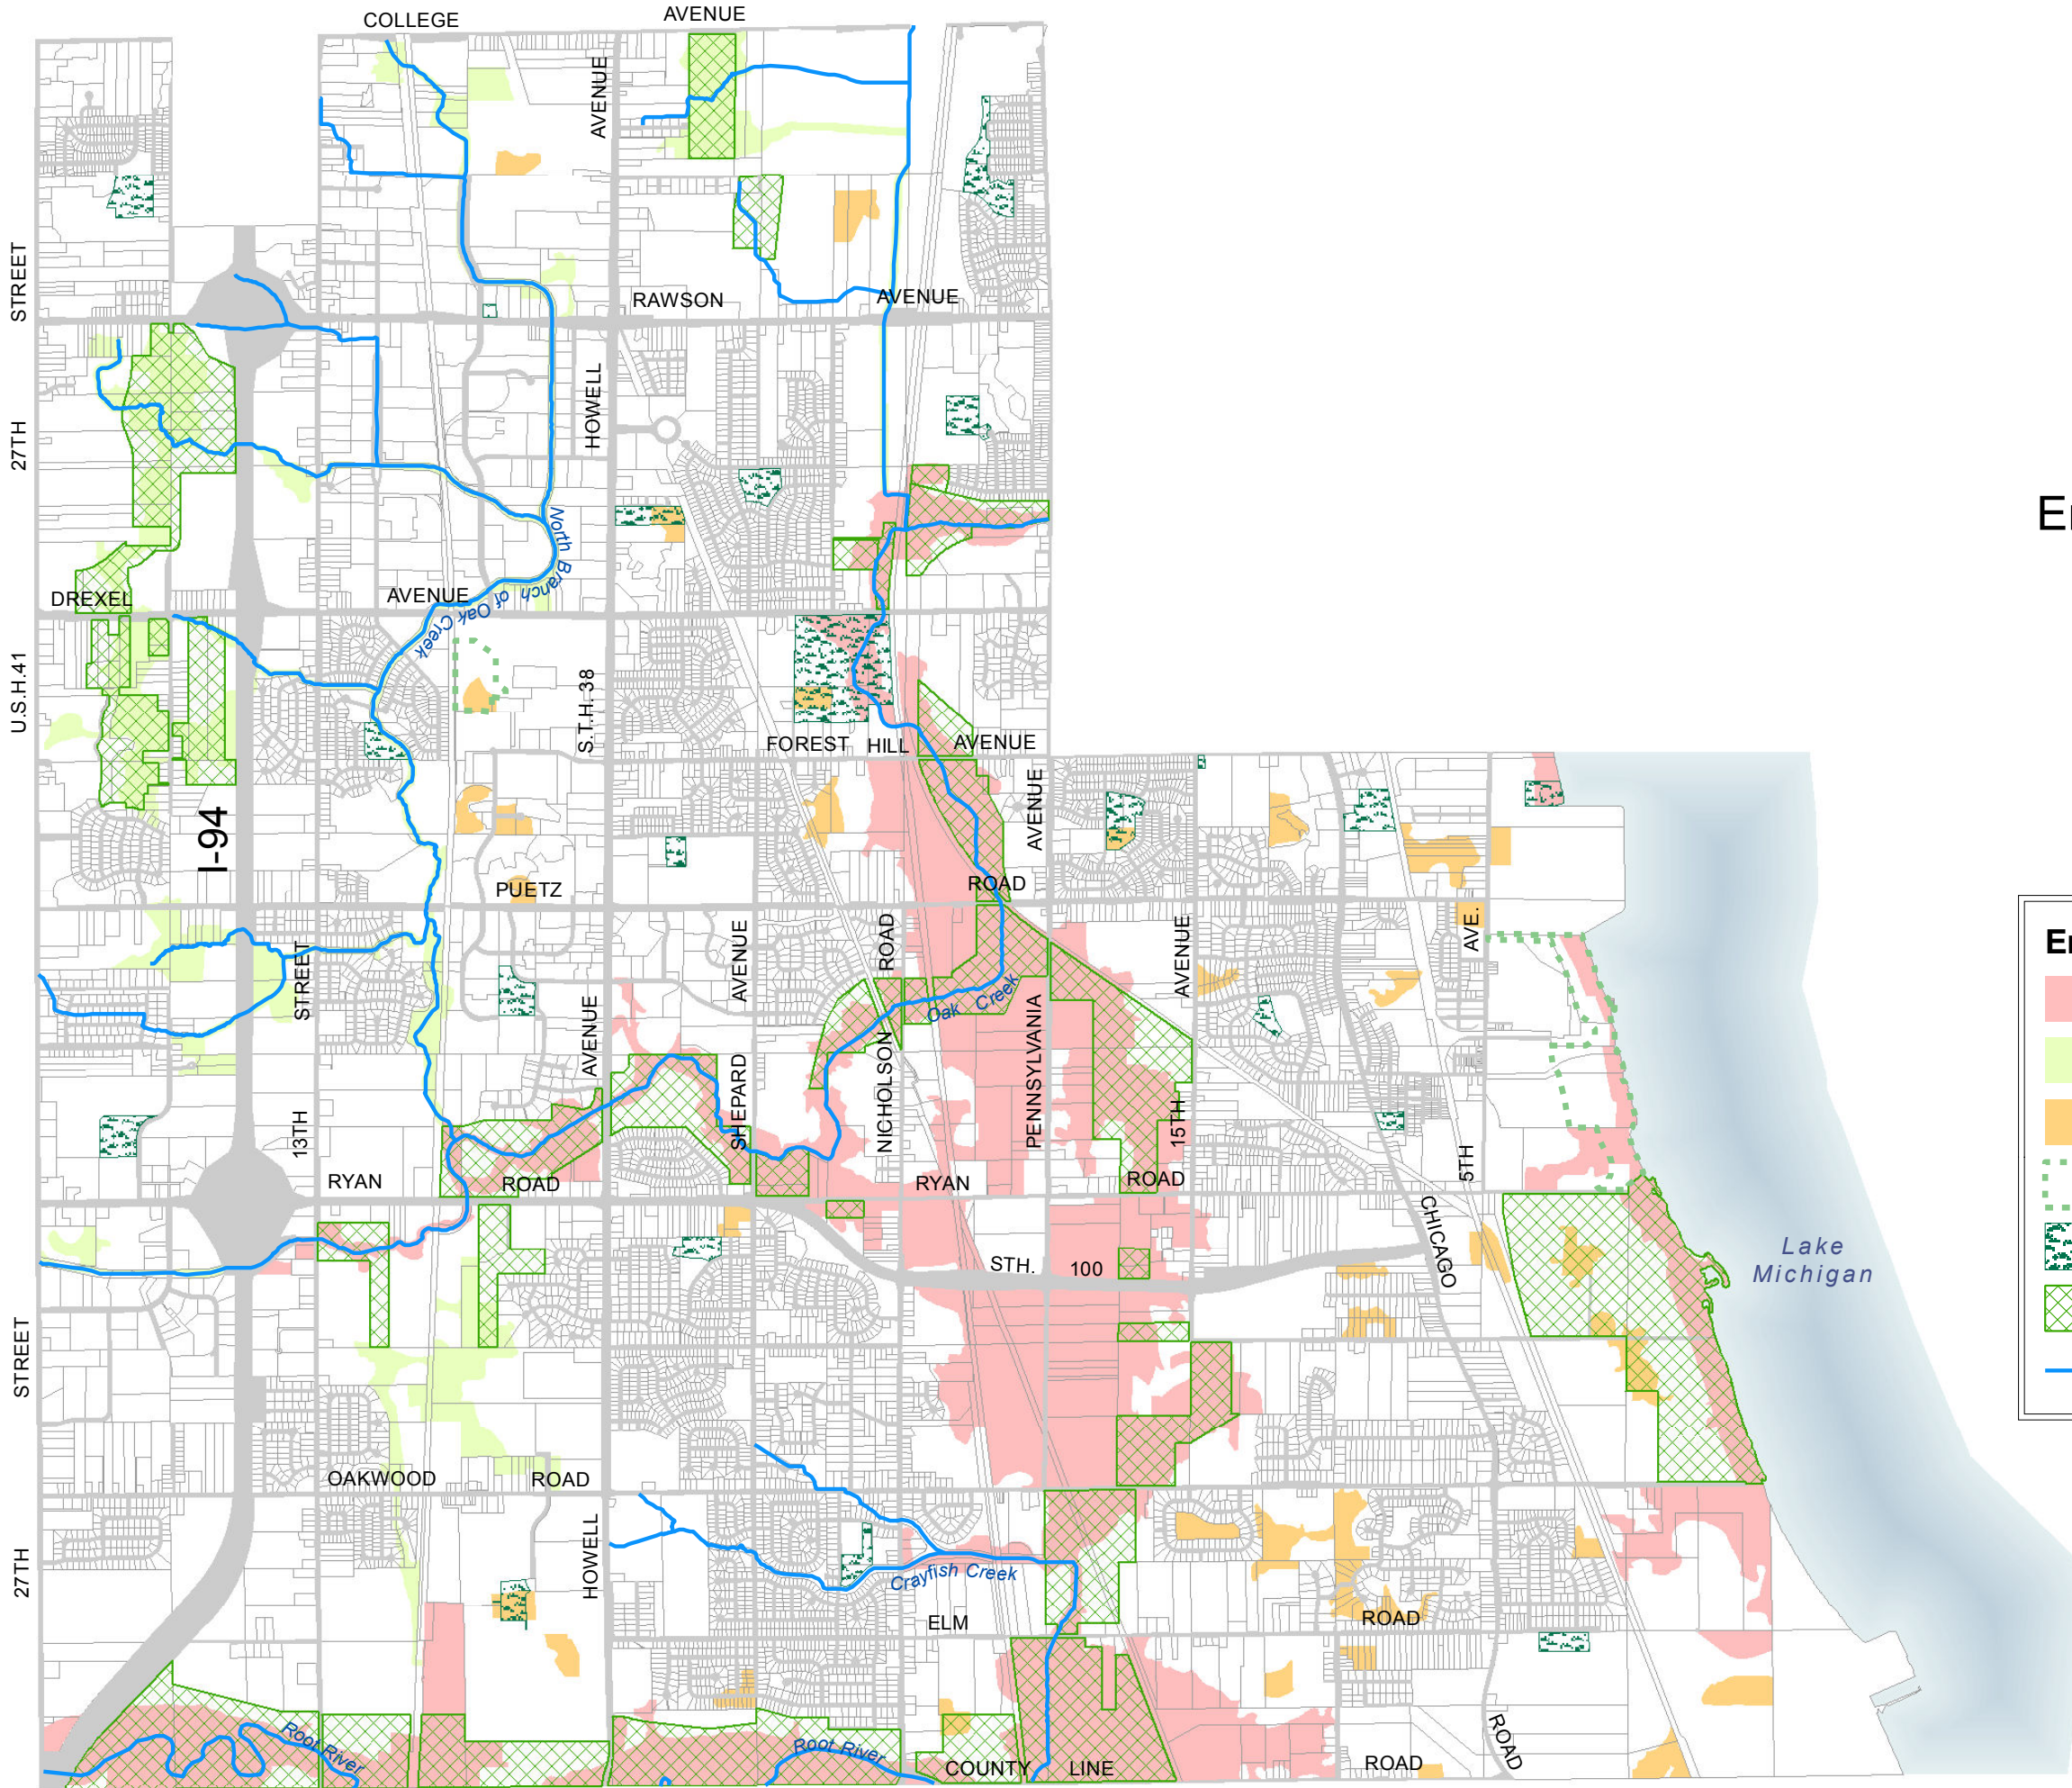 COLLEGE
AVENUE
AVENUE
STREET
RAWSON
AVENUE
27TH
HOWELL
North Branch of Oak Creek
En
DREXEL
AVENUE
U.S.H.41
S.T.H. 38
FOREST HILL AVENUE
I-94
AVENUE
PUETZ
ROAD
AVENUE
ROAD
AVENUE
AVE.
En
STREET
Oak Creek
AVENUE
SHEPARD
NICHOLSON
PENNSYLVANIA
13TH
15TH
5TH
RYAN
ROAD
RYAN
ROAD
CHICAGO
STH. 100
Lake
Michigan
STREET
OAKWOOD
ROAD
27TH
HOWELL
Crayfish Creek
ELM
ROAD
Root River
Root River
COUNTY LINE
ROAD
ROAD